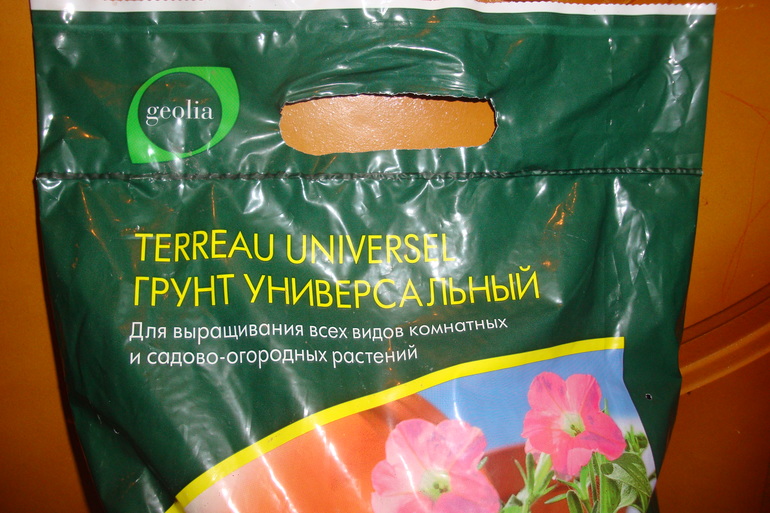 geolia
TERREAU UNIVERSEL
ГРУНТ УНИВЕРСАЛЬНЫЙ
Для выращивания всех видов комнатных
и садово-огородных растений